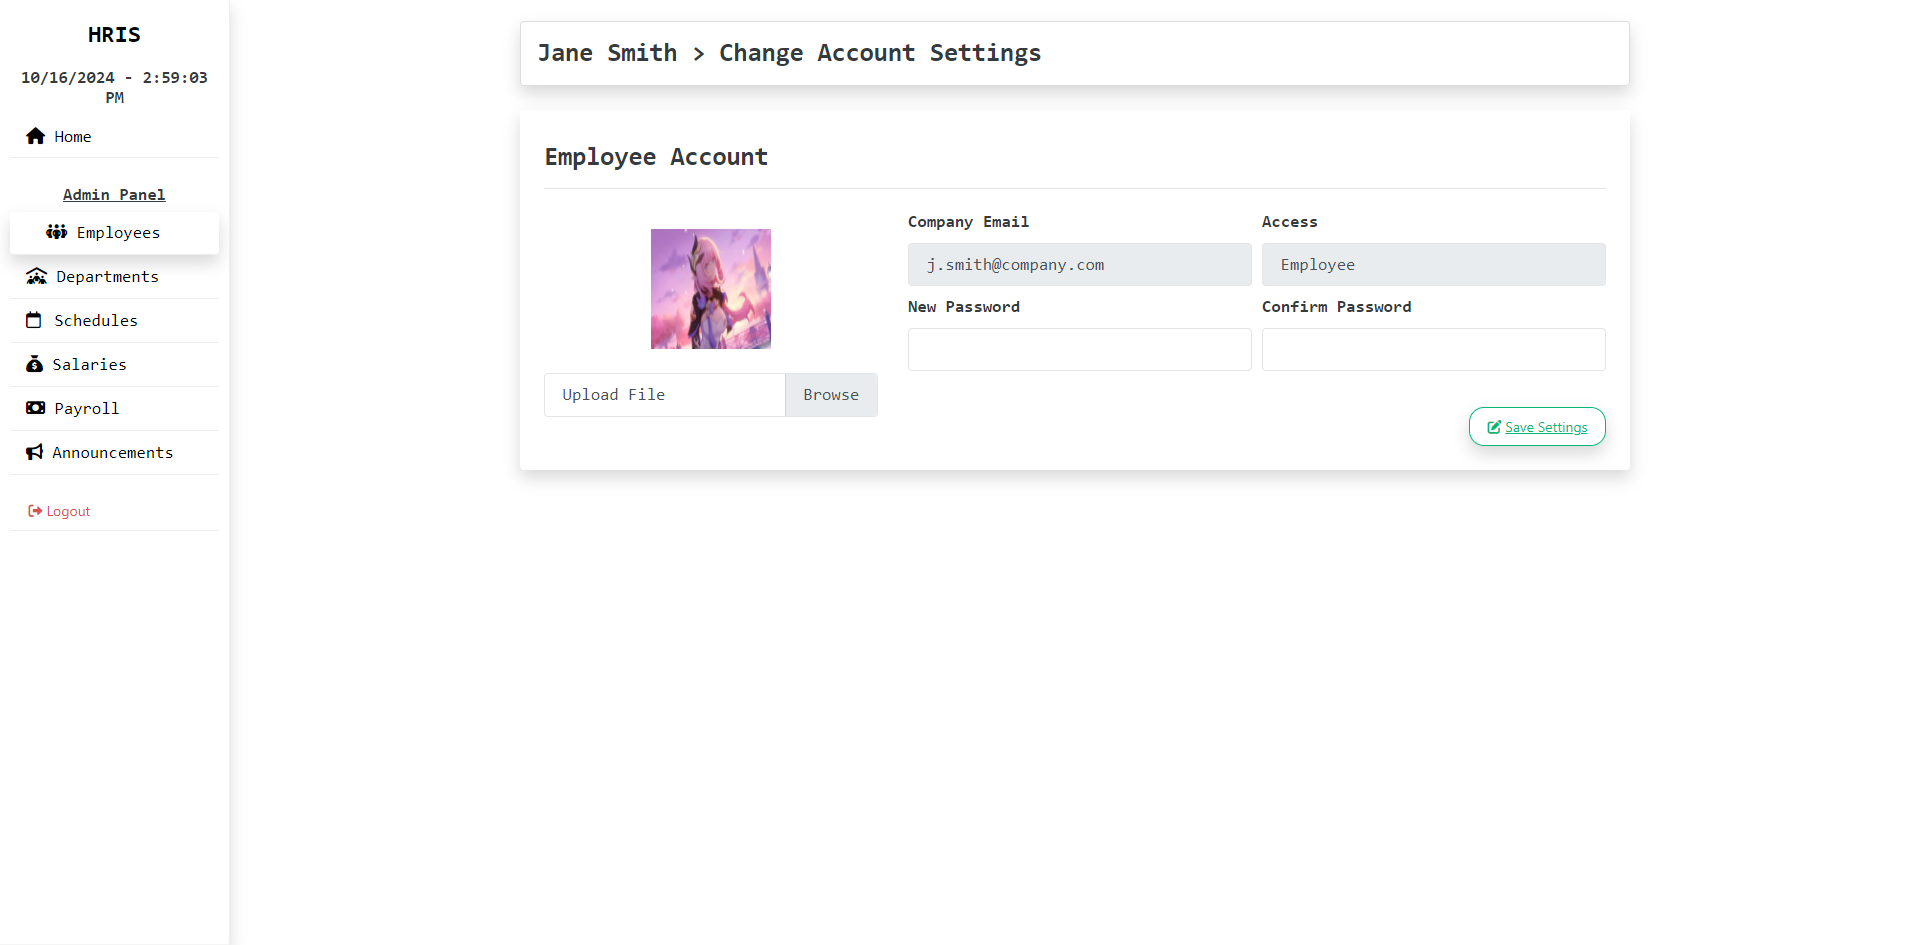 HRIS
10/16/2024 - 2:59:03
PM
Home
Admin Panel
Employees
Departments
Schedules
Salaries
Payroll
Announcements
Logout
Jane Smith > Change Account Settings
Employee Account
Company Email
Access
j.smith@company.com
Employee
New Password
Confirm Password
Upload File
Browse
Save Settings